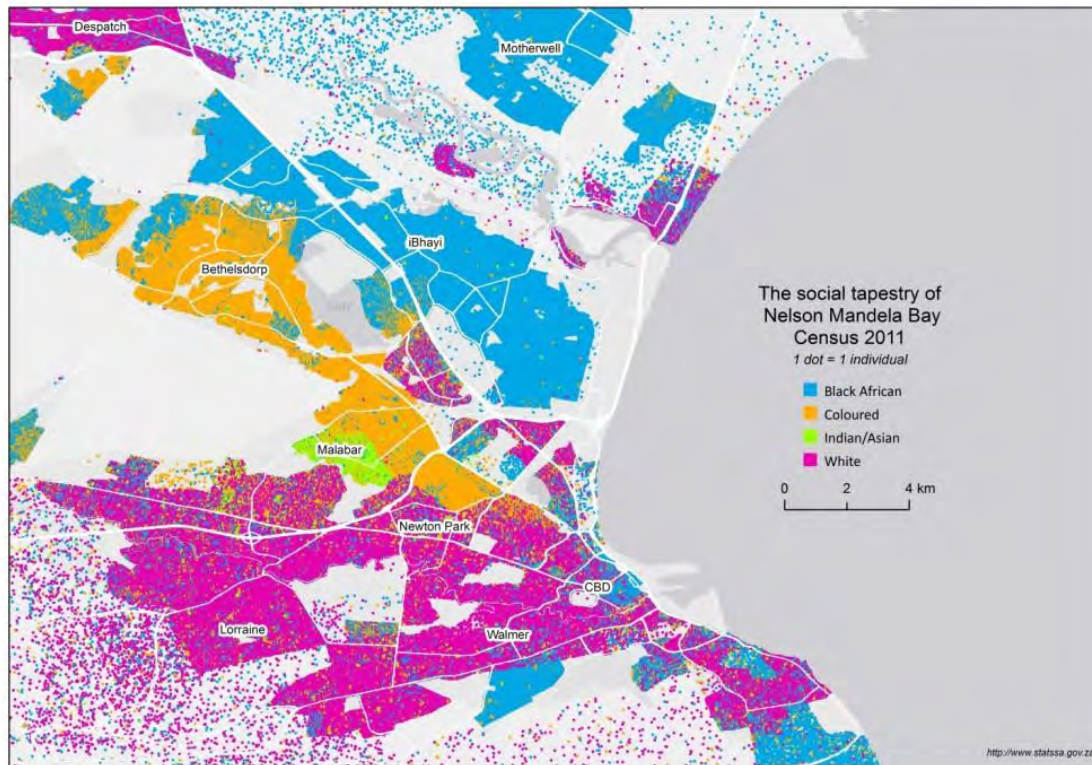 Despatch
Motherwell
iBhayi
Bethelsdorp
The social tapestry of
Nelson Mandela Bay
Census 2011
1 dot = 1 individual
Black African
Coloured
Indian/Asian
White
0 2 4 km
Malabar
Newton Park
CBD
Lorraine
Walmer
http://www.statssa.gov.za